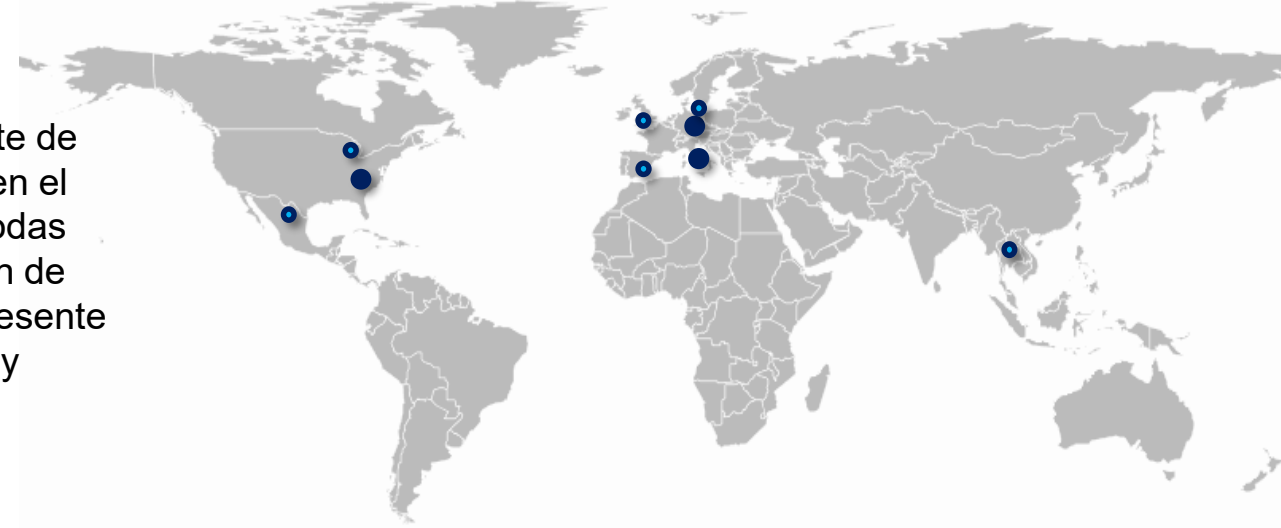 te de
en el
odas
n de
esente
y